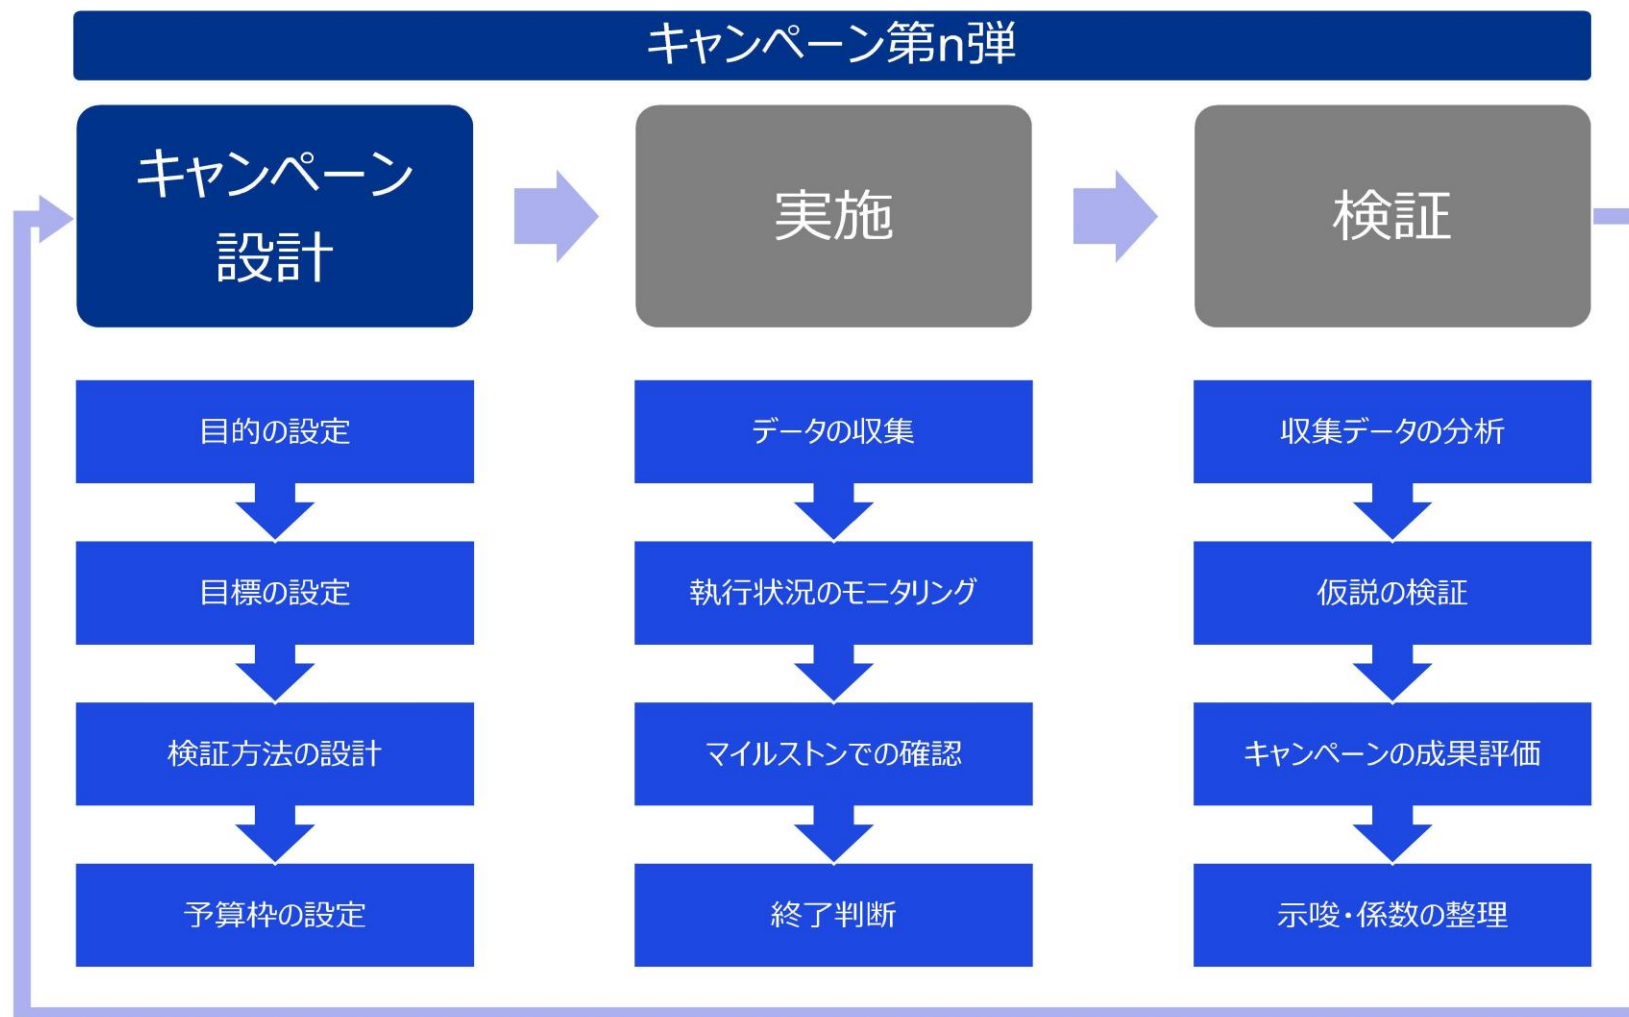 キャンペーン第n弾
キャンペーン
設計
実施
検証
目的の設定
目標の設定
検証方法の設計
予算枠の設定
データの収集
執行状況のモニタリング
マイルストンでの確認
終了判断
収集データの分析
仮説の検証
キャンペーンの成果評価
示唆・係数の整理